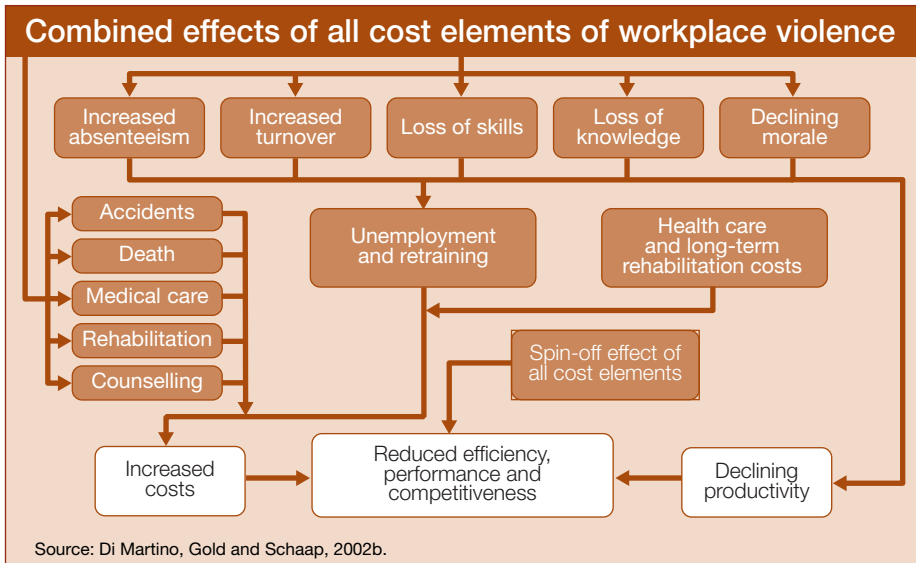 Combined effects of all cost elements of workplace violence
Increased
absenteeism
Increased
turnover
Loss of skills
Loss of
knowledge
Declining
morale
Accidents
Death
Medical care
Rehabilitation
Counselling
Unemployment
and retraining
Health care
and long-term
rehabilitation costs
Spin-off effect of
all cost elements
Increased
costs
Reduced efficiency,
performance and
competitiveness
Declining
productivity
Source: Di Martino, Gold and Schaap, 2002b.